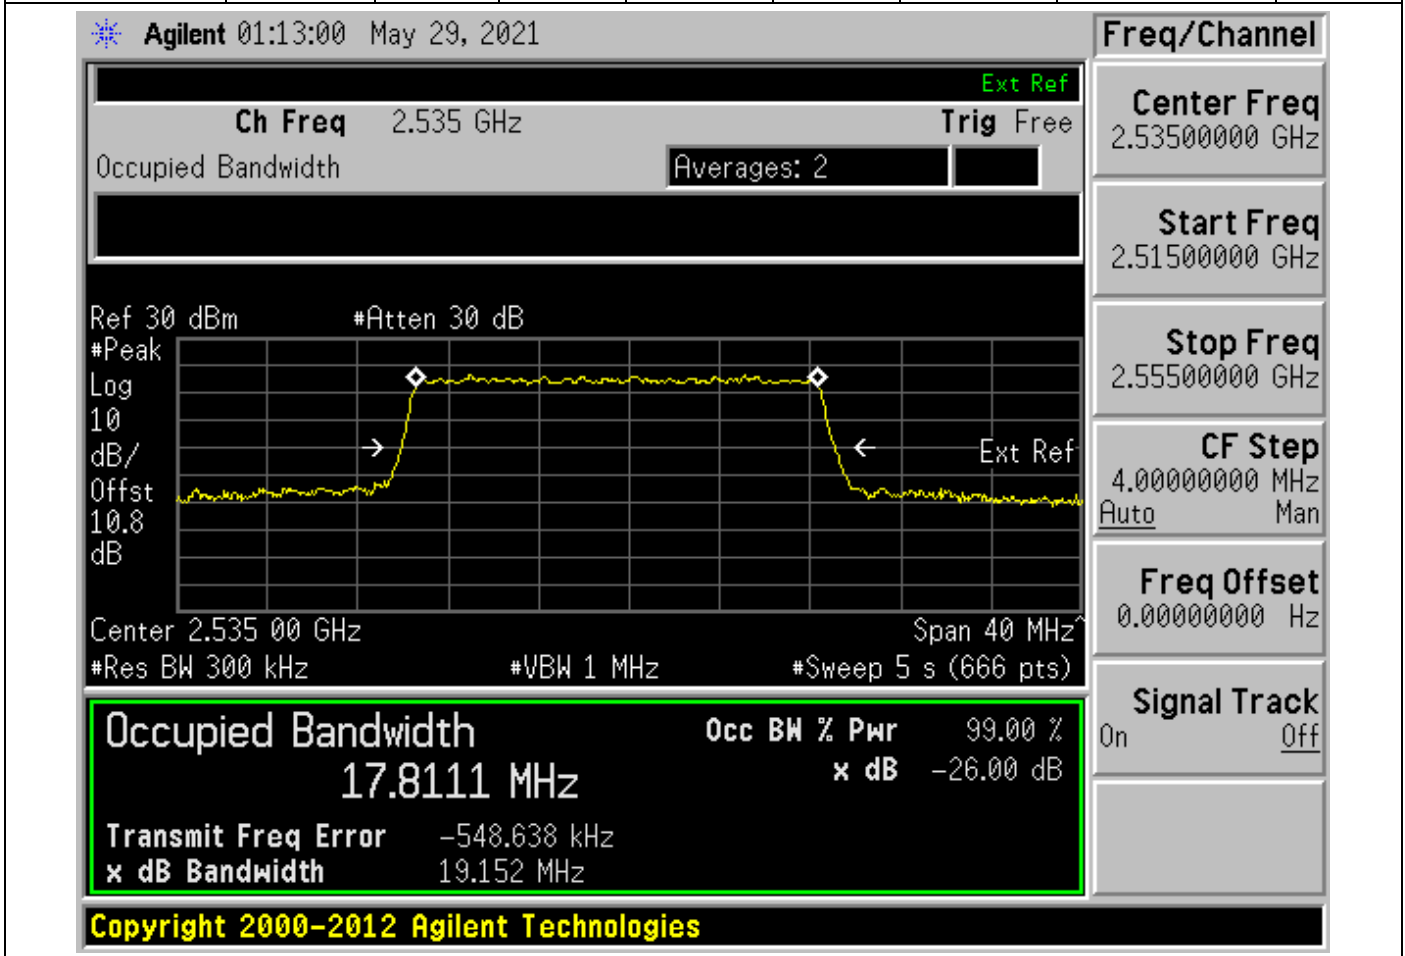 Agilent 01:13:00 May 29, 2021
Freq/Channel
Ext Ref
Ch Freq 2.535 GHz Trig Free
Occupied Bandwidth Averages: 2
Center Freq
2.53500000 GHz
Start Freq
2.51500000 GHz
Stop Freq
2.55500000 GHz
CF Step
4.00000000 MHz
Auto Man
Freq Offset
0.00000000 Hz
Signal Track
On Off
Ref 30 dBm #Atten 30 dB
#Peak
Log
10
dB/
Offst
10.8
dB
Ext Ref
Center 2.535 00 GHz Span 40 MHz^
#Res BW 300 kHz #VBW 1 MHz #Sweep 5 s (666 pts)
Occupied Bandwidth
17.8111 MHz
Occ BW % Pwr 99.00 %
x dB -26.00 dB
Transmit Freq Error -548.638 kHz
x dB Bandwidth 19.152 MHz
Copyright 2000-2012 Agilent Technologies